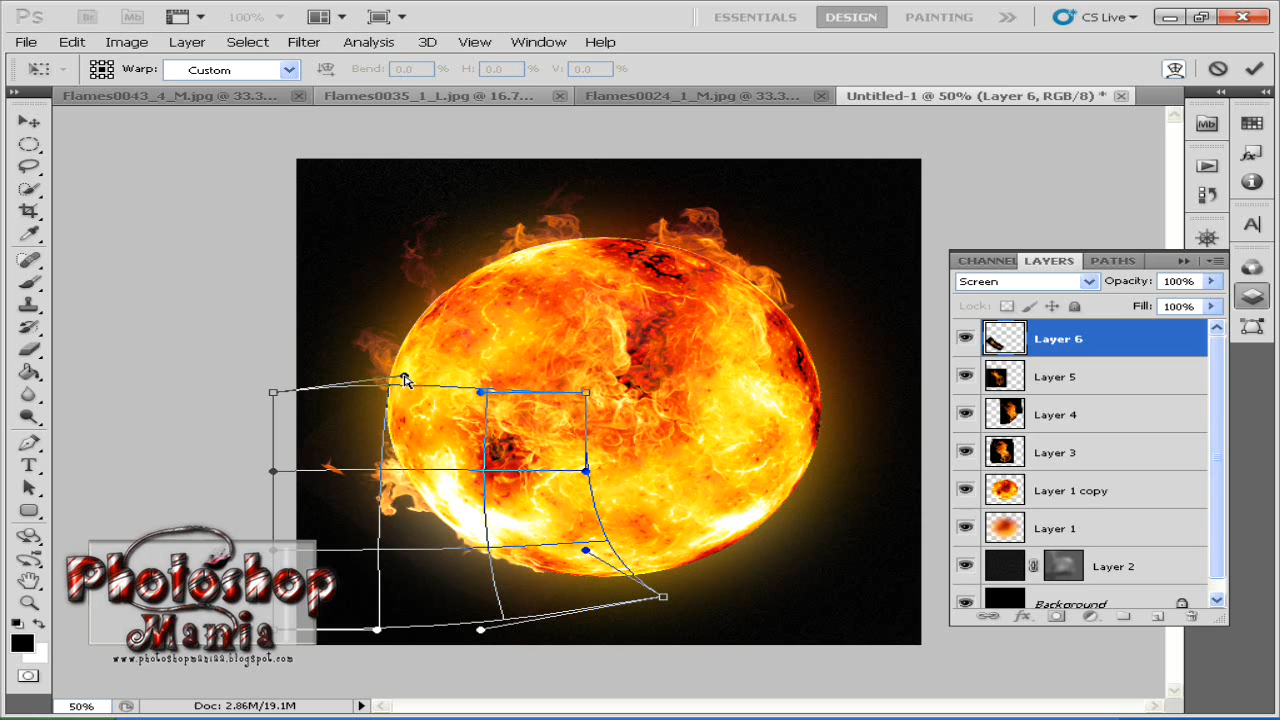 Ps Br Mb 100% ESSENTIALS DESIGN PAINTING CS Live
File Edit Image Layer Select Filter Analysis 3D View Window Help
Warp: Custom Bend: 0.0 % H: 0.0 % V: 0.0 %
Flames0043_4_M.jpg @ 33.3... Flames0035_1_L.jpg @ 16.7... Flames0024_1_M.jpg @ 33.3... Untitled-1 @ 50% (Layer 6, RGB/8) *
Mb
A
CHANNEL LAYERS PATHS
Screen Opacity: 100%
Lock: Fill: 100%
Layer 6
Layer 5
Layer 4
Layer 3
Layer 1 copy
Layer 1
Layer 2
Background
fx
T
Photoshop
Mania
www.photoshopmaniaa.blogspot.com
50% Doc: 2.86M/19.1M